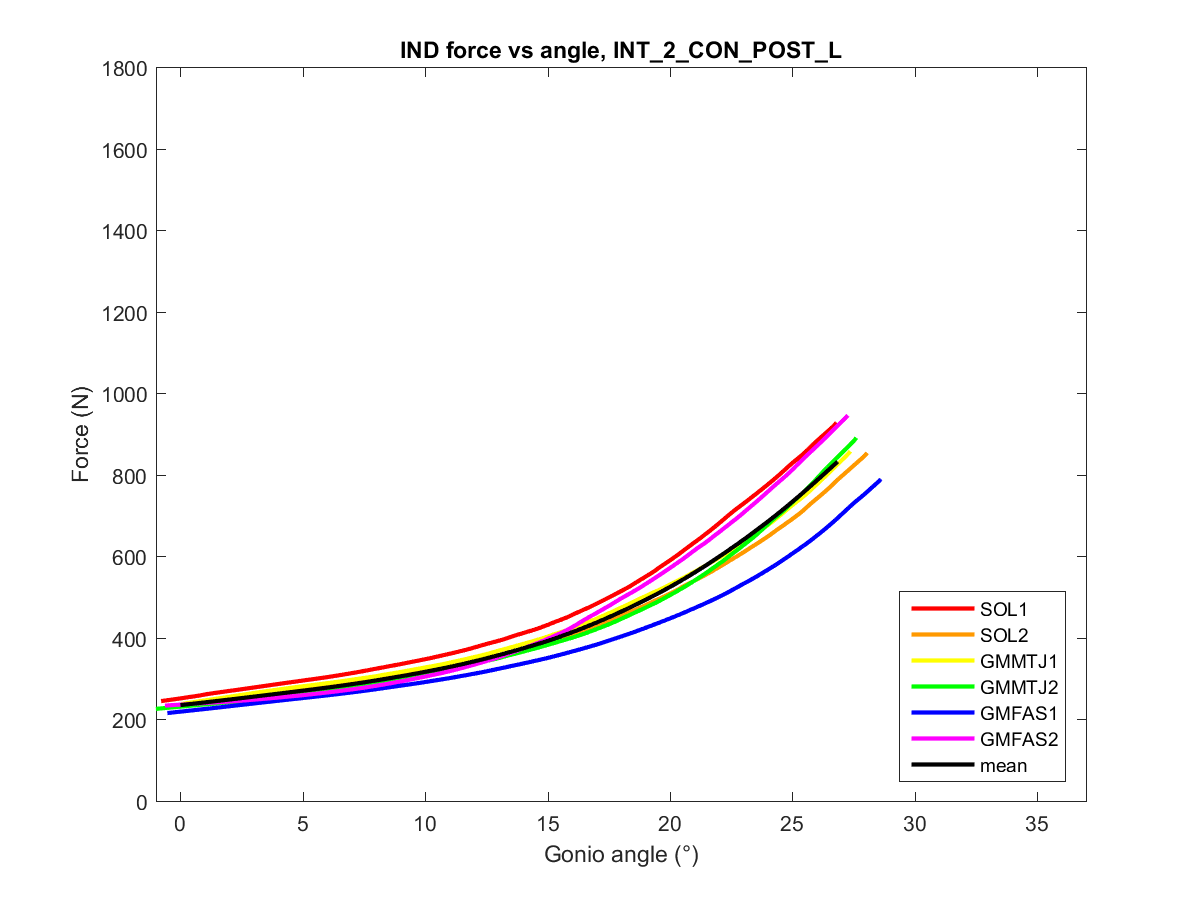 IND force vs angle, INT_2_CON_POST_L
1800
1600
1400
1200
1000
800
600
400
200
0
Force (N)
0 5 10 15 20 25 30 35
Gonio angle (°)
SOL1
SOL2
GMMTJ1
GMMTJ2
GMFAS1
GMFAS2
mean